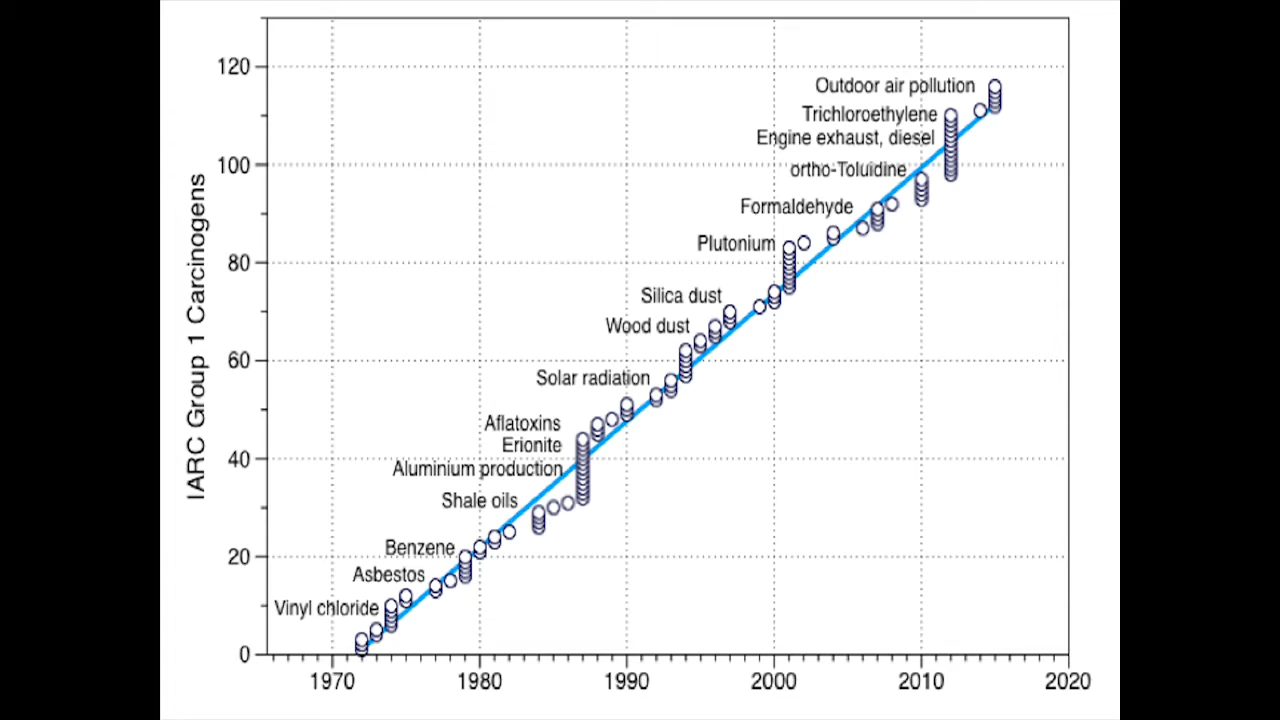 120
Outdoor air pollution
Trichloroethylene
Engine exhaust, diesel
100
ortho-Toluidine
Formaldehyde
Plutonium
80
Silica dust
Wood dust
60
Solar radiation
Aflatoxins
Erionite
40
Aluminium production
Shale oils
20
Benzene
Asbestos
Vinyl chloride
0
IARC Group 1 Carcinogens
1970 1980 1990 2000 2010 2020